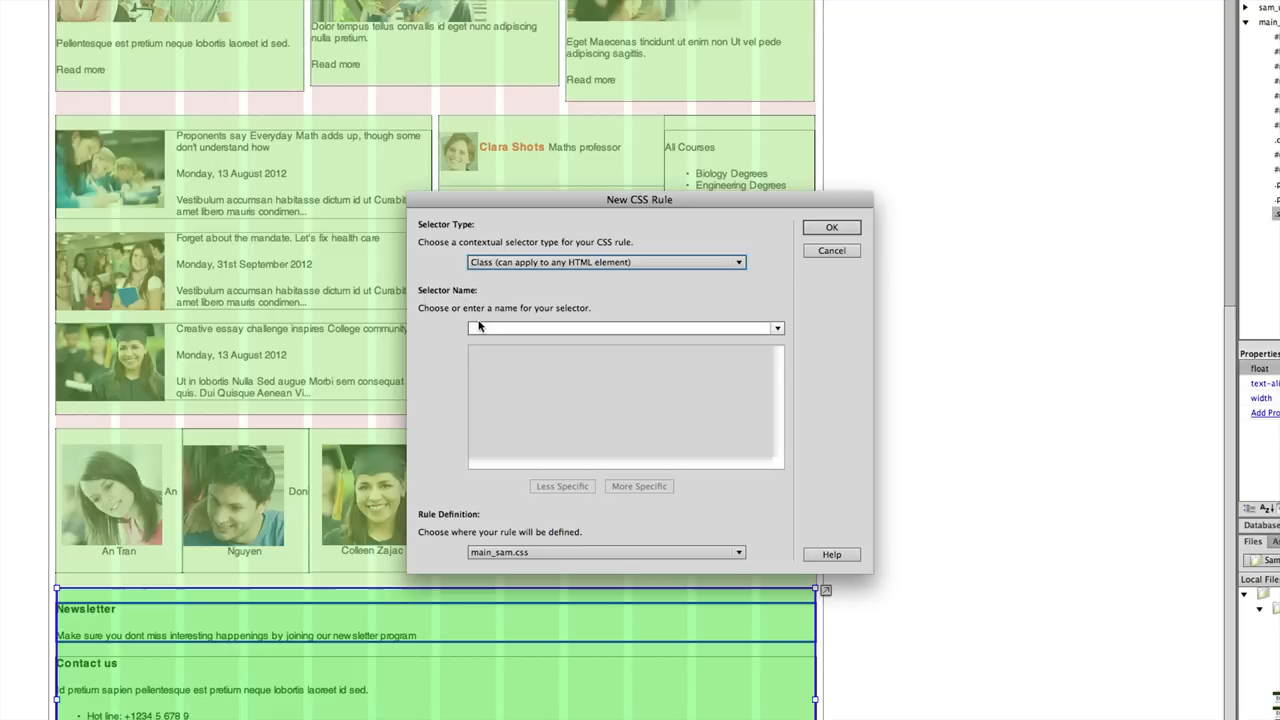 Pellentesque est pretium neque lobortis laoreet id sed.
Read more
Dolor tempus tellus convallis id eget nunc adipiscing
nulla pretium.
Read more
Eget Maecenas tincidunt ut enim non Ut vel pede
adipiscing sagittis.
Read more
Proponents say Everyday Math adds up, though some
don't understand how
Monday, 13 August 2012
Vestibulum accumsan habitasse dictum id ut Curabit
amet libero mauris condimen...
Forget about the mandate. Let's fix health care
Monday, 31st September 2012
Vestibulum accumsan habitasse dictum id ut Curabit
amet libero mauris condimen...
Creative essay challenge inspires College community
Monday, 13 August 2012
Ut in lobortis Nulla Sed augue Morbi sem consequat
quis. Dui Quisque Aenean Vi...
Clara Shots Maths professor
All Courses
• Biology Degrees
• Engineering Degrees
New CSS Rule
Selector Type:
Choose a contextual selector type for your CSS rule.
Class (can apply to any HTML element)
OK
Cancel
Selector Name:
Choose or enter a name for your selector.
Less Specific
More Specific
Rule Definition:
Choose where your rule will be defined.
main_sam.css
Help
An
Don
An Tran
Nguyen
Colleen Zajac
Newsletter
Make sure you dont miss interesting happenings by joining our newsletter program
Contact us
Id pretium sapien pellentesque est pretium neque lobortis laoreet id sed.
• Hot line: +1234 5 678 9
sam_
main_
Properties
float
text-ali
width
Add Pro
Database
Files
As
Sam
Local Files